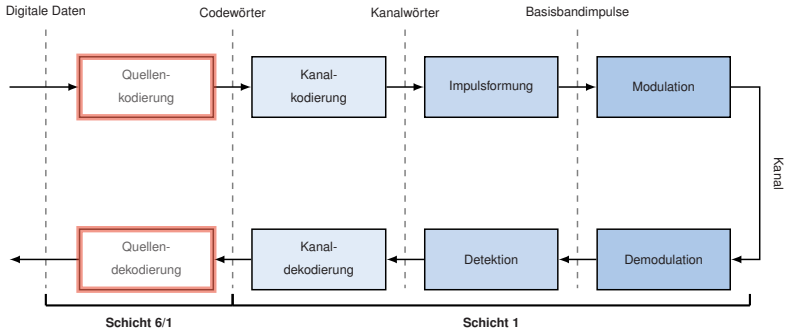 Digitale Daten
Codewörter
Kanalwörter
Basisbandimpulse
Quellen-
kodierung
Kanal-
kodierung
Impulsformung
Modulation
Kanal
Quellen-
dekodierung
Kanal-
dekodierung
Detektion
Demodulation
Schicht 6/1
Schicht 1